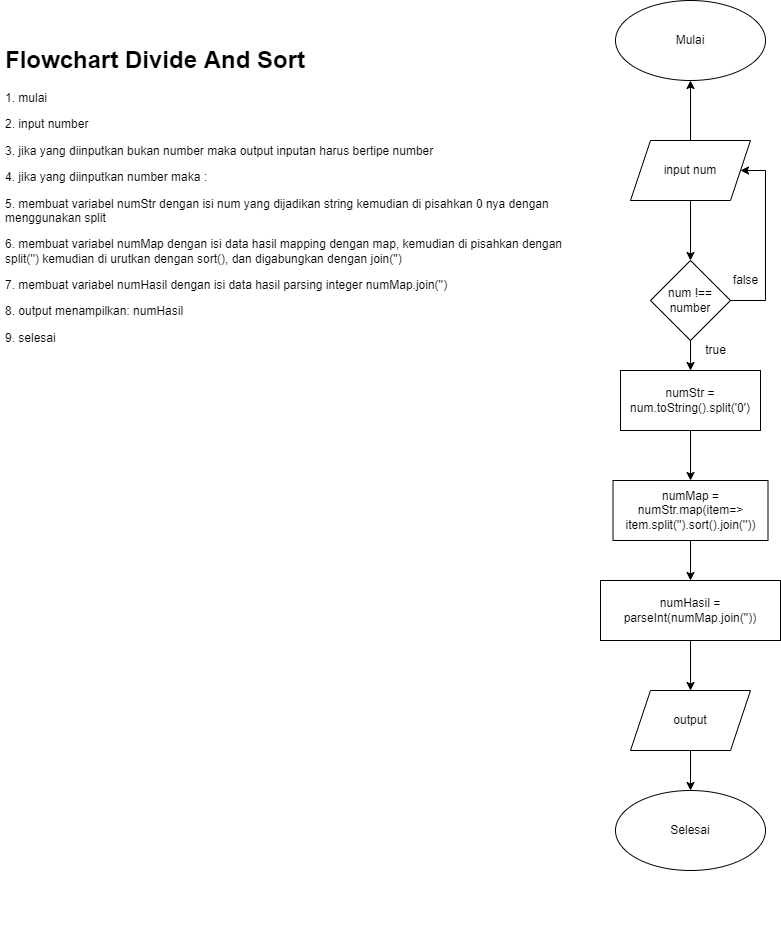 Flowchart Divide And Sort
1. mulai
2. input number
3. jika yang diinputkan bukan number maka output inputan harus bertipe number
4. jika yang diinputkan number maka :
5. membuat variabel numStr dengan isi num yang dijadikan string kemudian di pisahkan 0 nya dengan
menggunakan split
6. membuat variabel numMap dengan isi data hasil mapping dengan map, kemudian di pisahkan dengan
split('') kemudian di urutkan dengan sort(), dan digabungkan dengan join('')
7. membuat variabel numHasil dengan isi data hasil parsing integer numMap.join('')
8. output menampilkan: numHasil
9. selesai
Mulai
input num
false
num !==
number
true
numStr =
num.toString().split('0')
numMap =
numStr.map(item=>
item.split('').sort().join(''))
numHasil =
parseInt(numMap.join(''))
output
Selesai